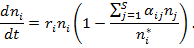 dn_i/dt = r_i n_i (1 − ∑_{j=1}^{S} α_{ij} n_j / n_i^*).